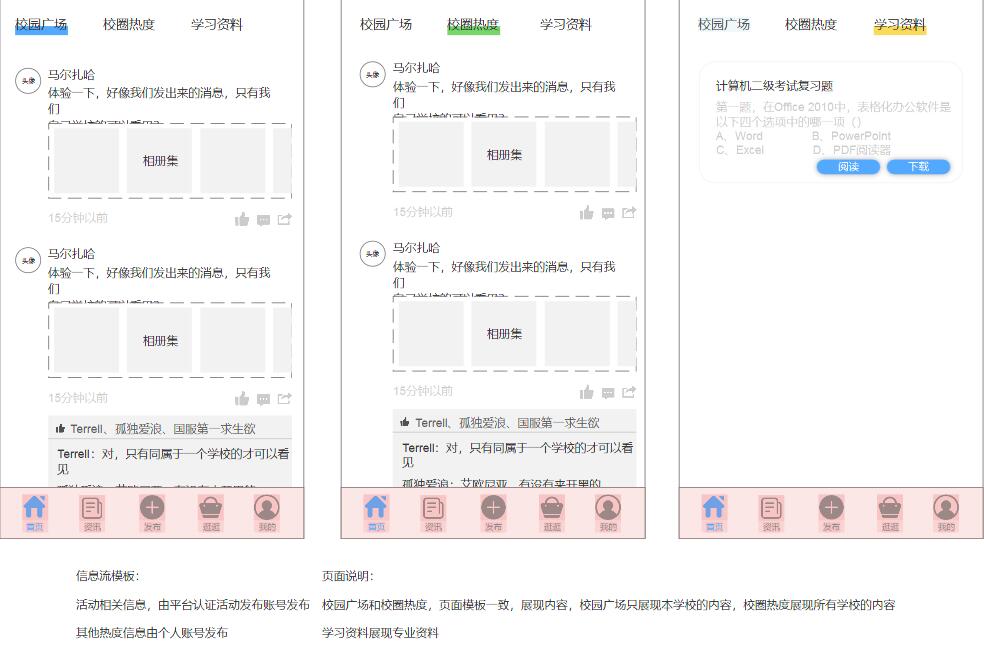 校园广场 校圈热度 学习资料
头像
马尔扎哈
体验一下，好像我们发出来的消息，只有我
们
相册集
15分钟以前
头像
马尔扎哈
体验一下，好像我们发出来的消息，只有我
们
相册集
15分钟以前
Terrell、孤独爱浪、国服第一求生欲
Terrell：对，只有同属于一个学校的才可以看
见
首页 资讯 发布 逛逛 我的
校园广场 校圈热度 学习资料
头像
马尔扎哈
体验一下，好像我们发出来的消息，只有我
们
相册集
15分钟以前
头像
马尔扎哈
体验一下，好像我们发出来的消息，只有我
们
相册集
15分钟以前
Terrell、孤独爱浪、国服第一求生欲
Terrell：对，只有同属于一个学校的才可以看
见
孤独爱浪：艾欧尼亚，有没有来开黑的
首页 资讯 发布 逛逛 我的
校园广场 校圈热度 学习资料
计算机二级考试复习题
第一题，在Office 2010中，表格化办公软件是
以下四个选项中的哪一项（）
A、Word B、PowerPoint
C、Excel D、PDF阅读器
阅读 下载
首页 资讯 发布 逛逛 我的
信息流模板：
活动相关信息，由平台认证活动发布账号发布
其他热度信息由个人账号发布
页面说明：
校园广场和校圈热度，页面模板一致，展现内容，校园广场只展现本学校的内容，校圈热度展现所有学校的内容
学习资料展现专业资料